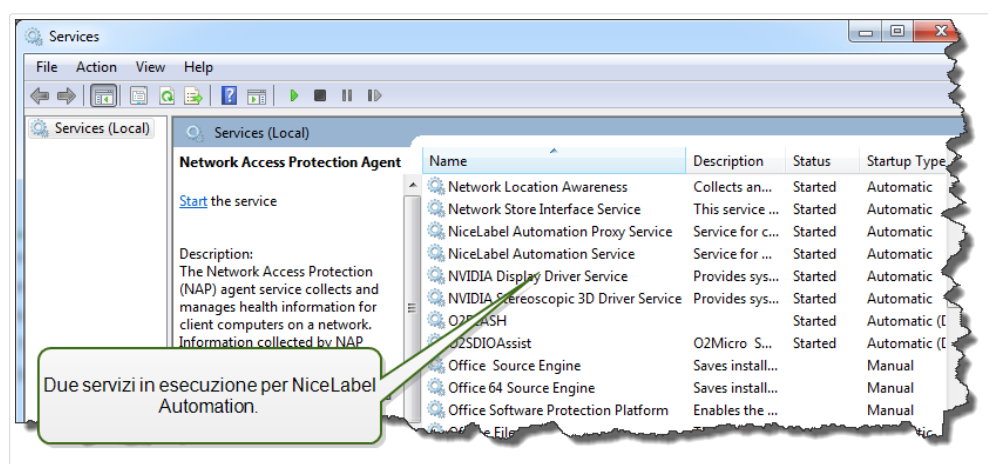 Services
File Action View Help
Services (Local)
Services (Local)
Network Access Protection Agent
Start the service
Description:
The Network Access Protection
(NAP) agent service collects and
manages health information for
client computers on a network.
Information collected by NAP
Name Description Status Startup Type
Network Location Awareness Collects an... Started Automatic
Network Store Interface Service This service ... Started Automatic
NiceLabel Automation Proxy Service Service for c... Started Automatic
NiceLabel Automation Service Service for ... Started Automatic
NVIDIA Display Driver Service Provides sys... Started Automatic
NVIDIA Stereoscopic 3D Driver Service Provides sys... Started Automatic
O2FLASH Started Automatic (D
O2SDIOAssist O2Micro S... Started Automatic (D
Office Source Engine Saves install... Manual
Office 64 Source Engine Saves install... Manual
Office Software Protection Platform Enables the ... Manual
Due servizi in esecuzione per NiceLabel
Automation.